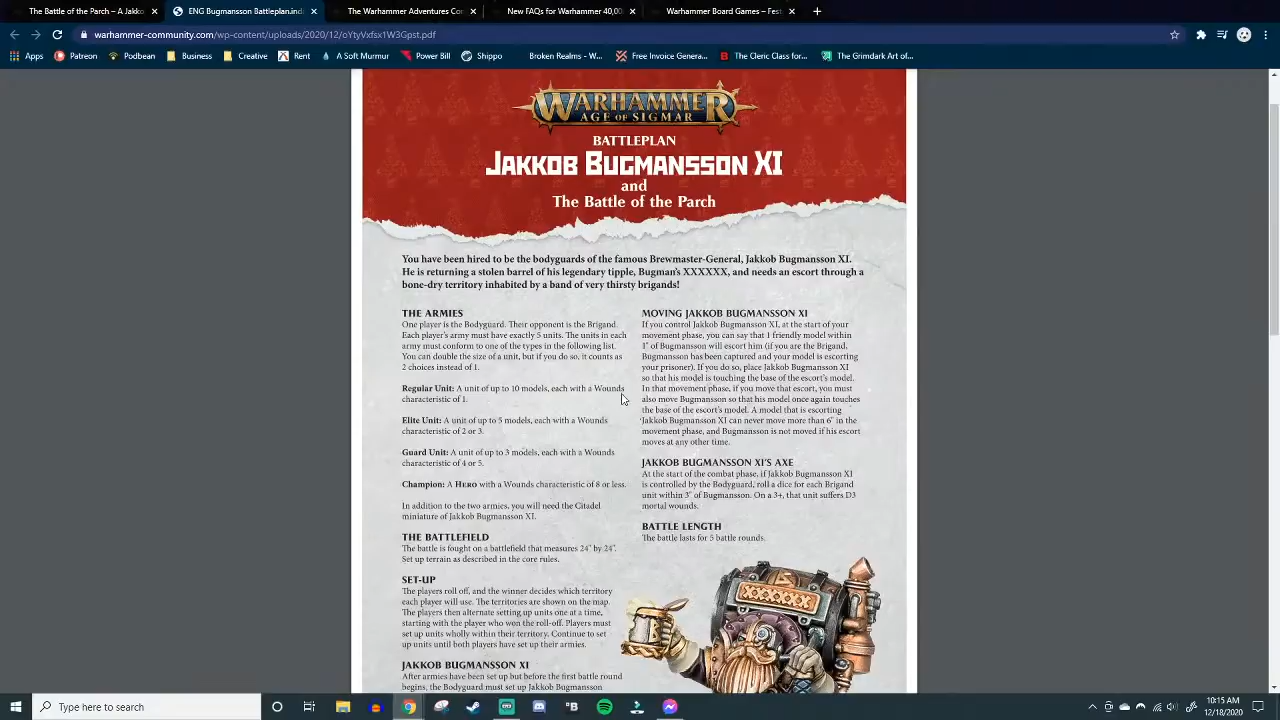 The Battle of the Parch - A Jakko
ENG Bugmansson Battleplan.ind
The Warhammer Community Co
New FAQs – Warhammer 40,00
Warhammer Community - Fest
warhammer-community.com/wp-content/uploads/2020/12/oYtyVxfsx1W3Gpst.pdf
Apps
Patreon
Podbean
Business
Creative
Rent
A Soft Murmur
Power Bill
Shippo
Broken Realms - W...
Free Invoice Genera...
The Cleric Class for...
The Grimdark Art of...
WARHAMMER
AGE OF SIGMAR
BATTLEPLAN
JAKKOB BUGMANSSON XI
and
The Battle of the Parch
You have been hired to be the bodyguards of the famous Brewmaster-General, Jakkob Bugmansson XI.
He is returning a stolen barrel of his legendary tipple, Bugman's XXXXXX, and needs an escort through a
bone-dry territory inhabited by a band of very thirsty brigands!
THE ARMIES
One player is the Bodyguard. Their opponent is the Brigand.
Each player's army must have exactly 5 units. The units in each
army must conform to one of the types in the following list.
You can double the size of a unit, but if you do so, it counts as
2 choices instead of 1.
Regular Unit: A unit of up to 10 models, each with a Wounds
characteristic of 1.
Elite Unit: A unit of up to 5 models, each with a Wounds
characteristic of 2 or 3.
Guard Unit: A unit of up to 3 models, each with a Wounds
characteristic of 4 or 5.
Champion: A HERO with a Wounds characteristic of 8 or less.
In addition to the two armies, you will need the Citadel
miniature of Jakkob Bugmansson XI.
THE BATTLEFIELD
The battle is fought on a battlefield that measures 24" by 24".
Set up terrain as described in the core rules.
SET-UP
The players roll off, and the winner decides which territory
each player will use. The territories are shown on the map.
The players then alternate setting up units one at a time,
starting with the player who won the roll-off. Players must
set up units wholly within their territory. Continue to set
up units until both players have set up their armies.
JAKKOB BUGMANSSON XI
After armies have been set up but before the first battle round
begins, the Bodyguard must set up Jakkob Bugmansson
MOVING JAKKOB BUGMANSSON XI
If you control Jakkob Bugmansson XI, at the start of your
movement phase, you can say that 1 friendly model within
1" of Bugmansson will escort him (if you are the Brigand,
Bugmansson has been captured and your model is escorting
your prisoner). If you do so, place Jakkob Bugmansson XI
so that his model is touching the base of the escort's model.
In that movement phase, if you move that escort, you must
also move Bugmansson so that his model once again touches
the base of the escort's model. A model that is escorting
Jakkob Bugmansson XI can never move more than 6" in the
movement phase, and Bugmansson is not moved if his escort
moves at any other time.
JAKKOB BUGMANSSON XI'S AXE
At the start of the combat phase, if Jakkob Bugmansson XI
is controlled by the Bodyguard, roll a dice for each Brigand
unit within 3" of Bugmansson. On a 3+, that unit suffers D3
mortal wounds.
BATTLE LENGTH
The battle lasts for 5 battle rounds.
XXXXXX
Type here to search
10:15 AM
12/18/2020